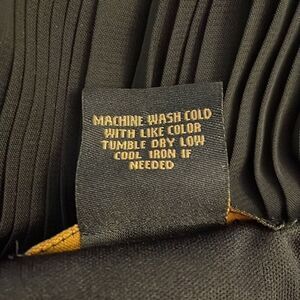 MACHINE WASH COLD
WITH LIKE COLOR
TUMBLE DRY LOW
COOL IRON IF
NEEDED